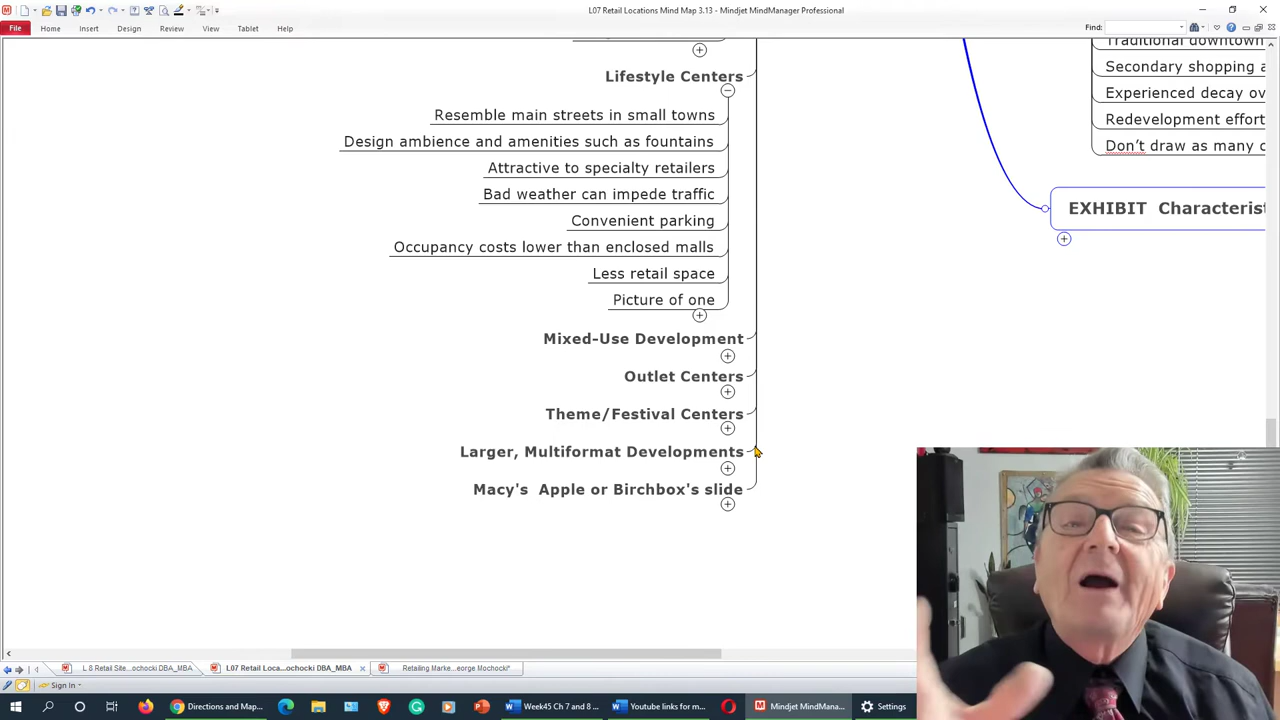 L07 Retail Locations Mind Map 3.13 - Mindjet MindManager Professional
File Home Insert Design Review View Tablet Help Find:
Lifestyle Centers
Resemble main streets in small towns
Design ambience and amenities such as fountains
Attractive to specialty retailers
Bad weather can impede traffic
Convenient parking
Occupancy costs lower than enclosed malls
Less retail space
Picture of one
Mixed-Use Development
Outlet Centers
Theme/Festival Centers
Larger, Multiformat Developments
Macy's Apple or Birchbox's slide
Traditional downtown
Secondary shopping a
Experienced decay ov
Redevelopment effort
Don't draw as many c
EXHIBIT Characterist
L 8 Retail Site...ochocki DBA_MBA L07 Retail Loca...ochocki DBA_MBA Retailing Marke...eorge Mochocki*
Sign In
Directions and Map... Week45 Ch 7 and 8 ... Youtube links for m... Mindjet MindMana... Settings